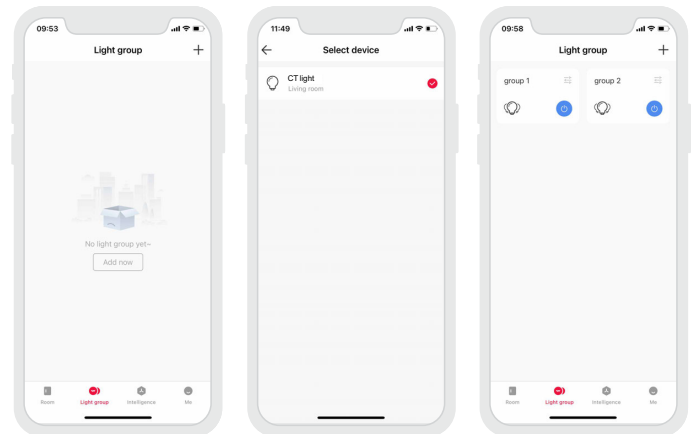 09:53
Light group
No light group yet~
Add now
Room Light group Intelligence Me
11:49
Select device
CT light
Living room
09:58
Light group
group 1 group 2
Room Light group Intelligence Me